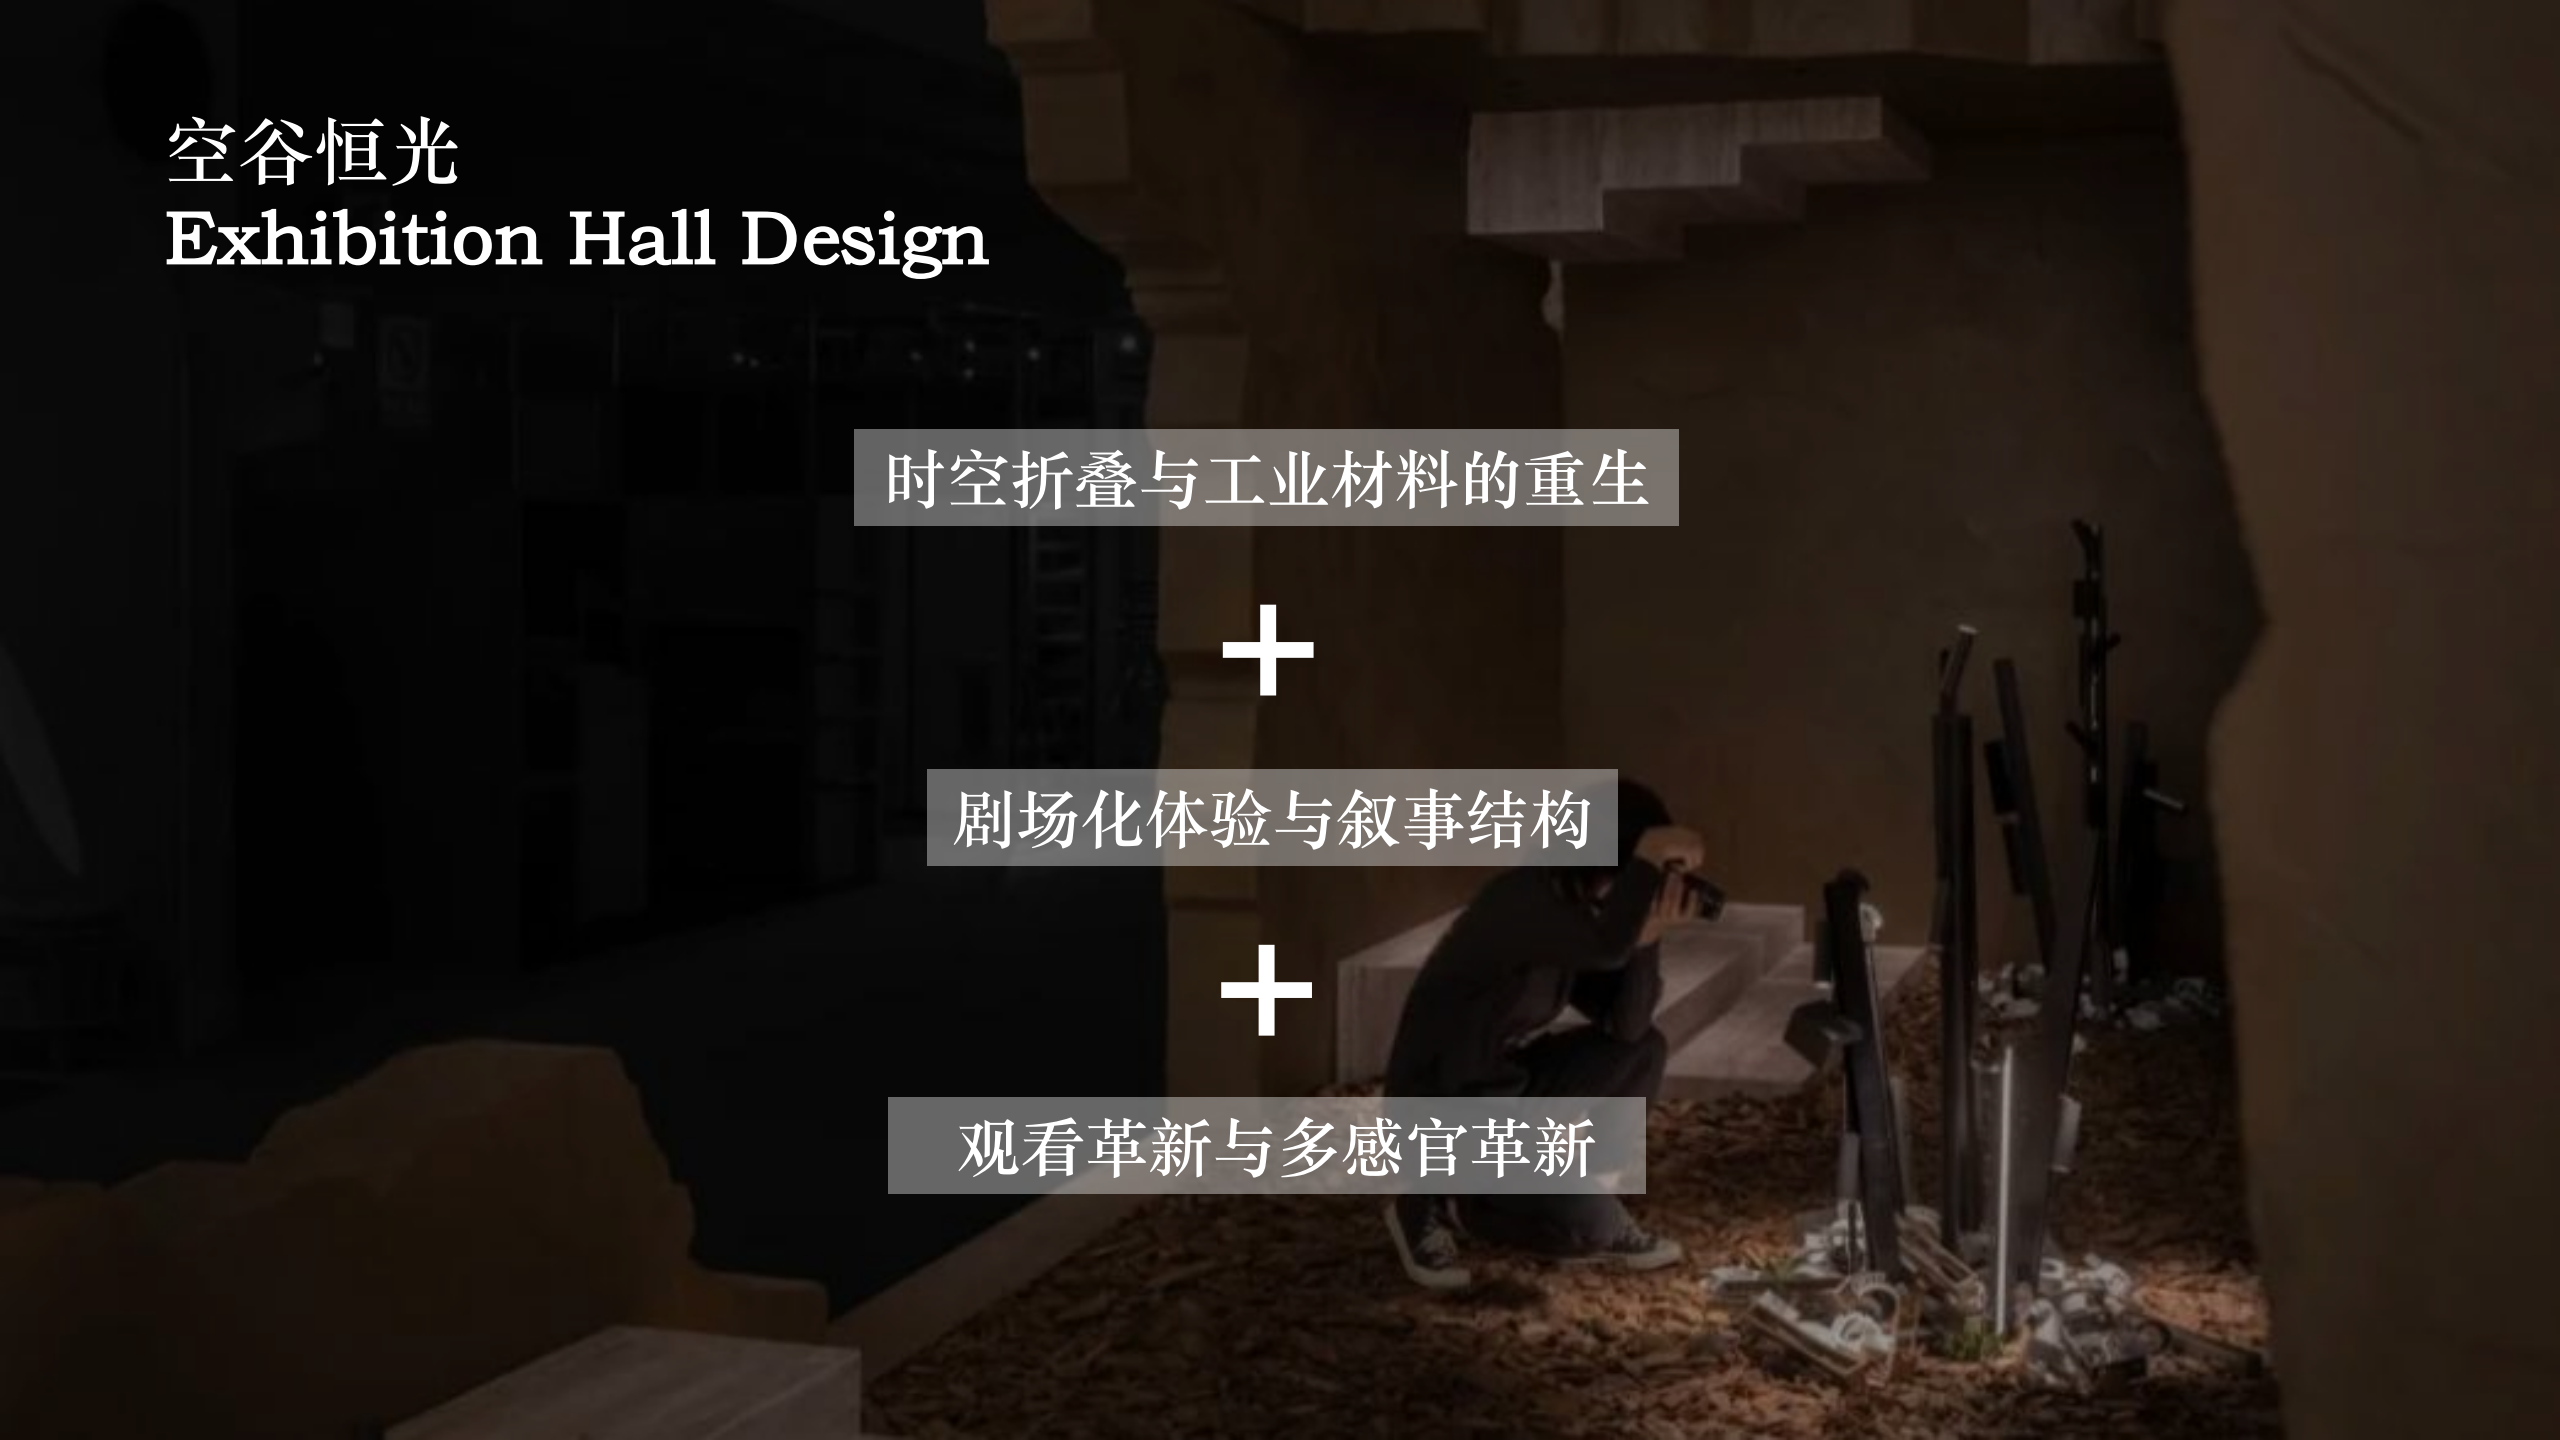 空谷恒光
Exhibition Hall Design
时空折叠与工业材料的重生
+
剧场化体验与叙事结构
+
观看革新与多感官革新